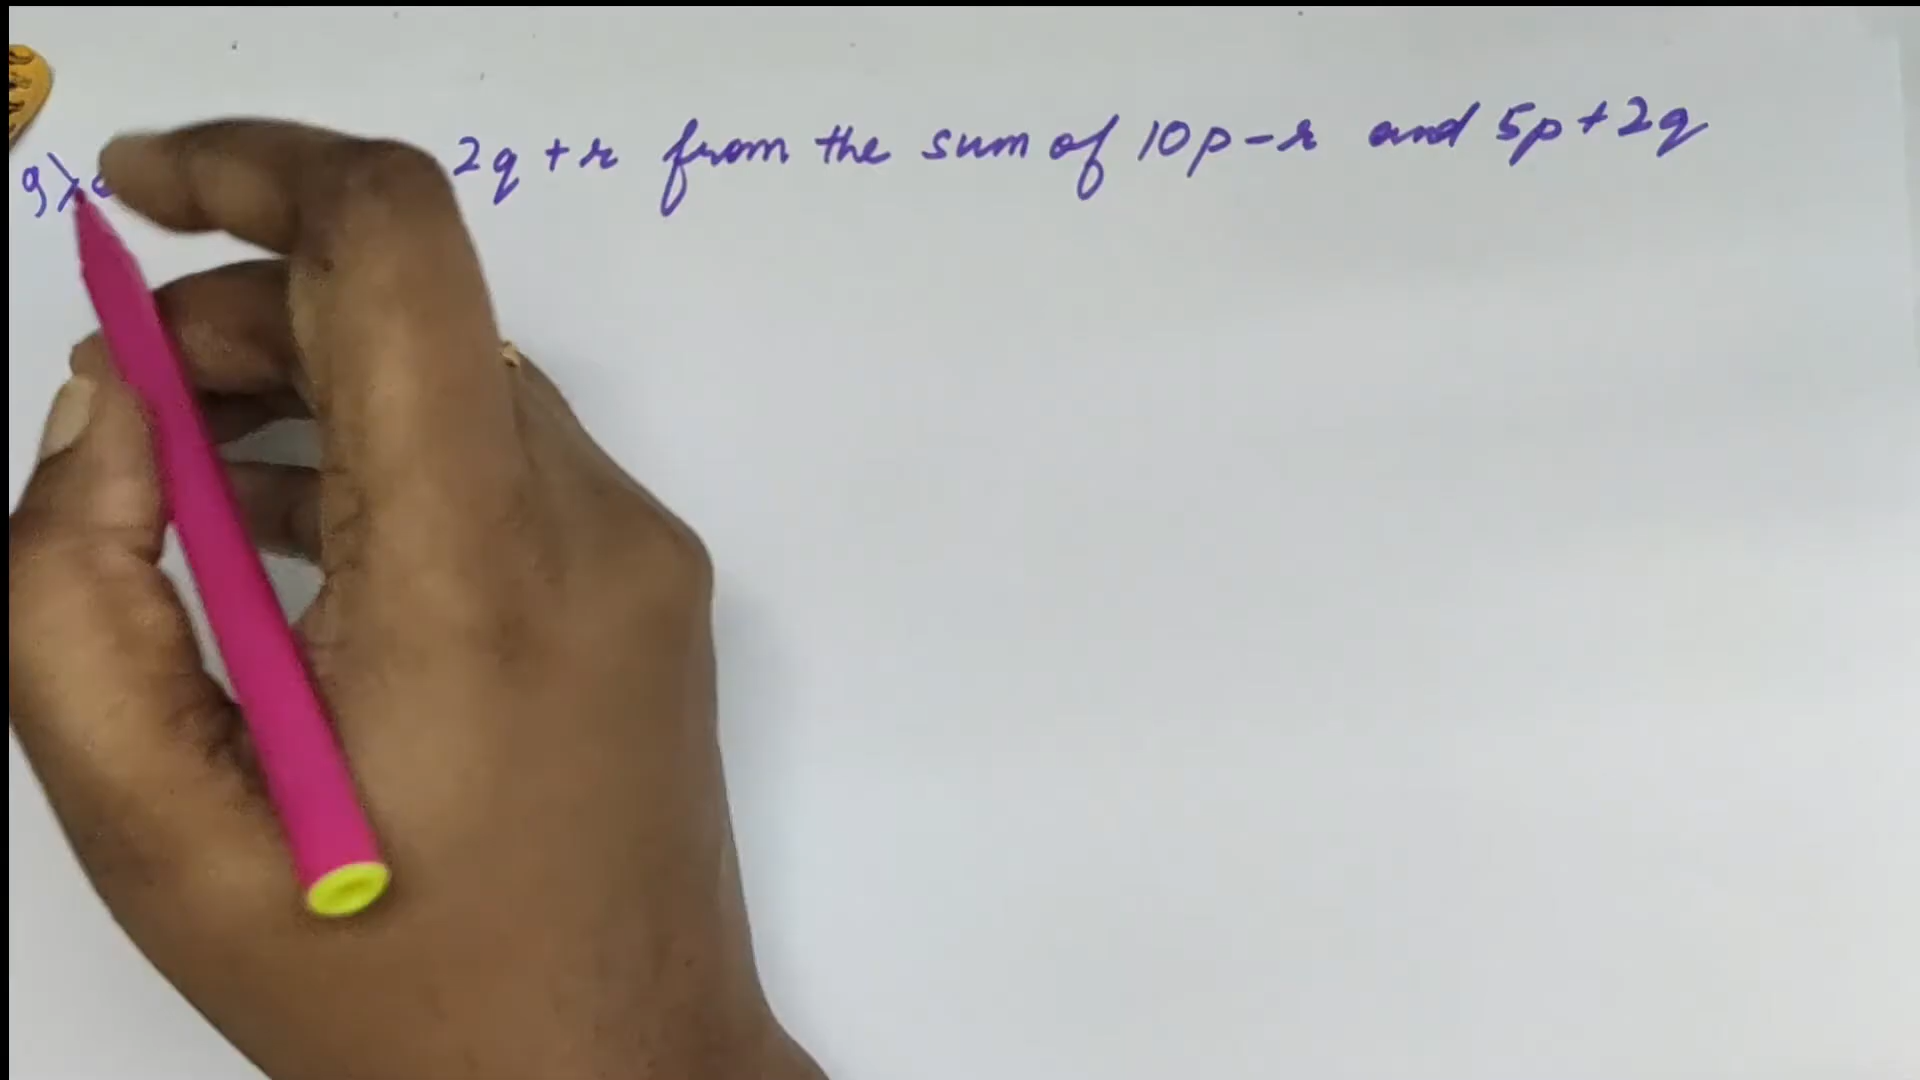 9) 2q + r from the sum of 10p - r and 5p + 2q